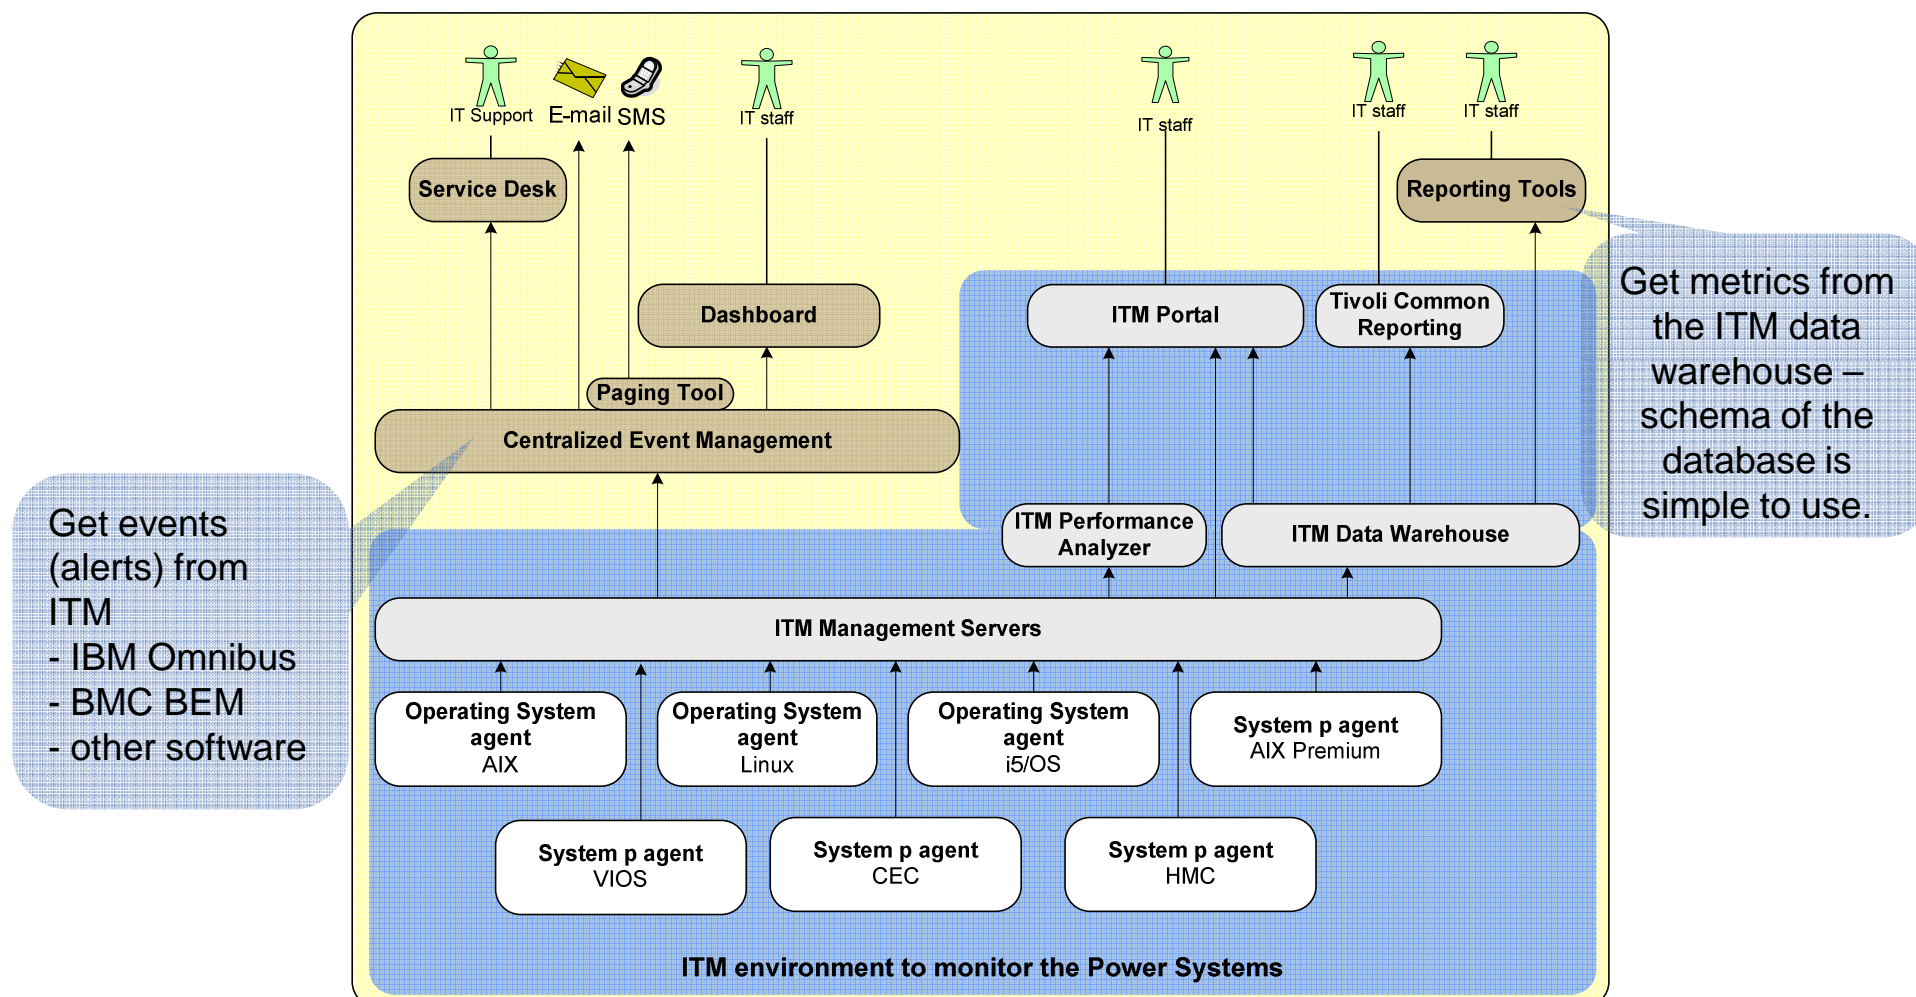 IT Support
E-mail
SMS
IT staff
IT staff
IT staff
IT staff
Service Desk
Reporting Tools
Dashboard
ITM Portal
Tivoli Common
Reporting
Paging Tool
Centralized Event Management
Get metrics from
the ITM data
warehouse –
schema of the
database is
simple to use.
Get events
(alerts) from
ITM
- IBM Omnibus
- BMC BEM
- other software
ITM Performance
Analyzer
ITM Data Warehouse
ITM Management Servers
Operating System
agent
AIX
Operating System
agent
Linux
Operating System
agent
i5/OS
System p agent
AIX Premium
System p agent
VIOS
System p agent
CEC
System p agent
HMC
ITM environment to monitor the Power Systems